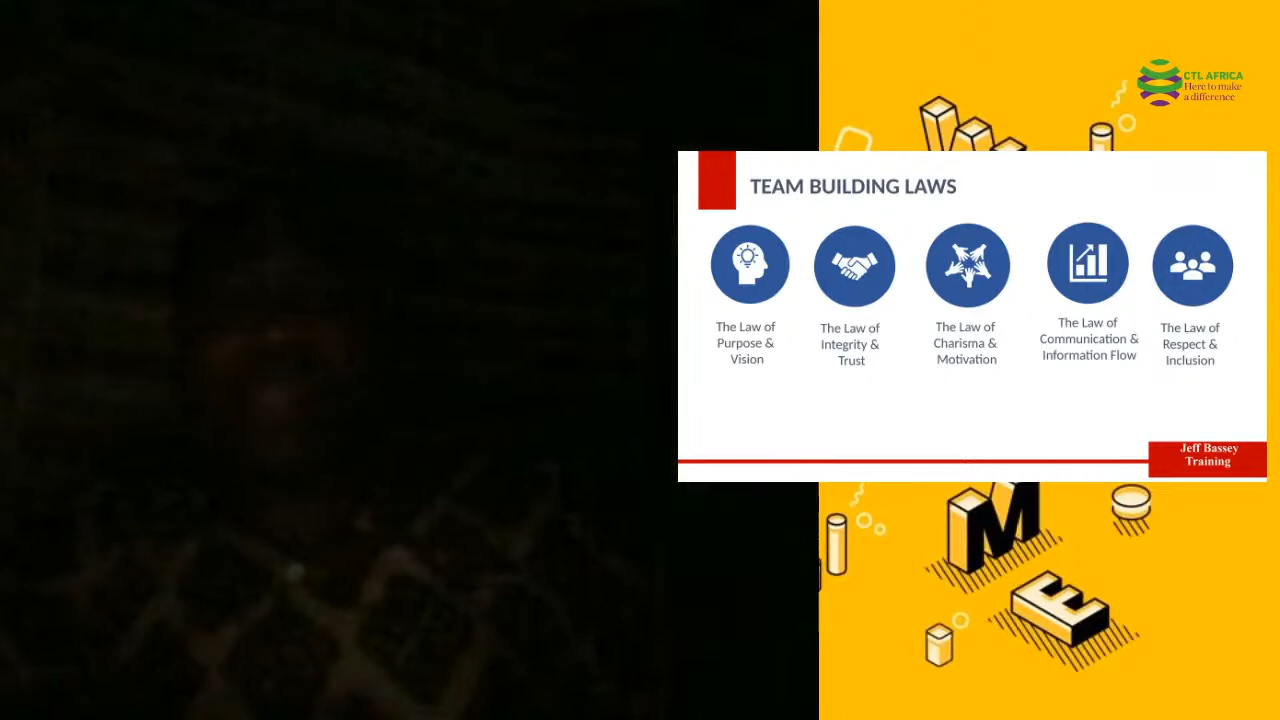 CTL AFRICA
Here to make
a difference
TEAM BUILDING LAWS
The Law of
Purpose &
Vision
The Law of
Integrity &
Trust
The Law of
Charisma &
Motivation
The Law of
Communication &
Information Flow
The Law of
Respect &
Inclusion
Jeff Bassey
Training
M
E